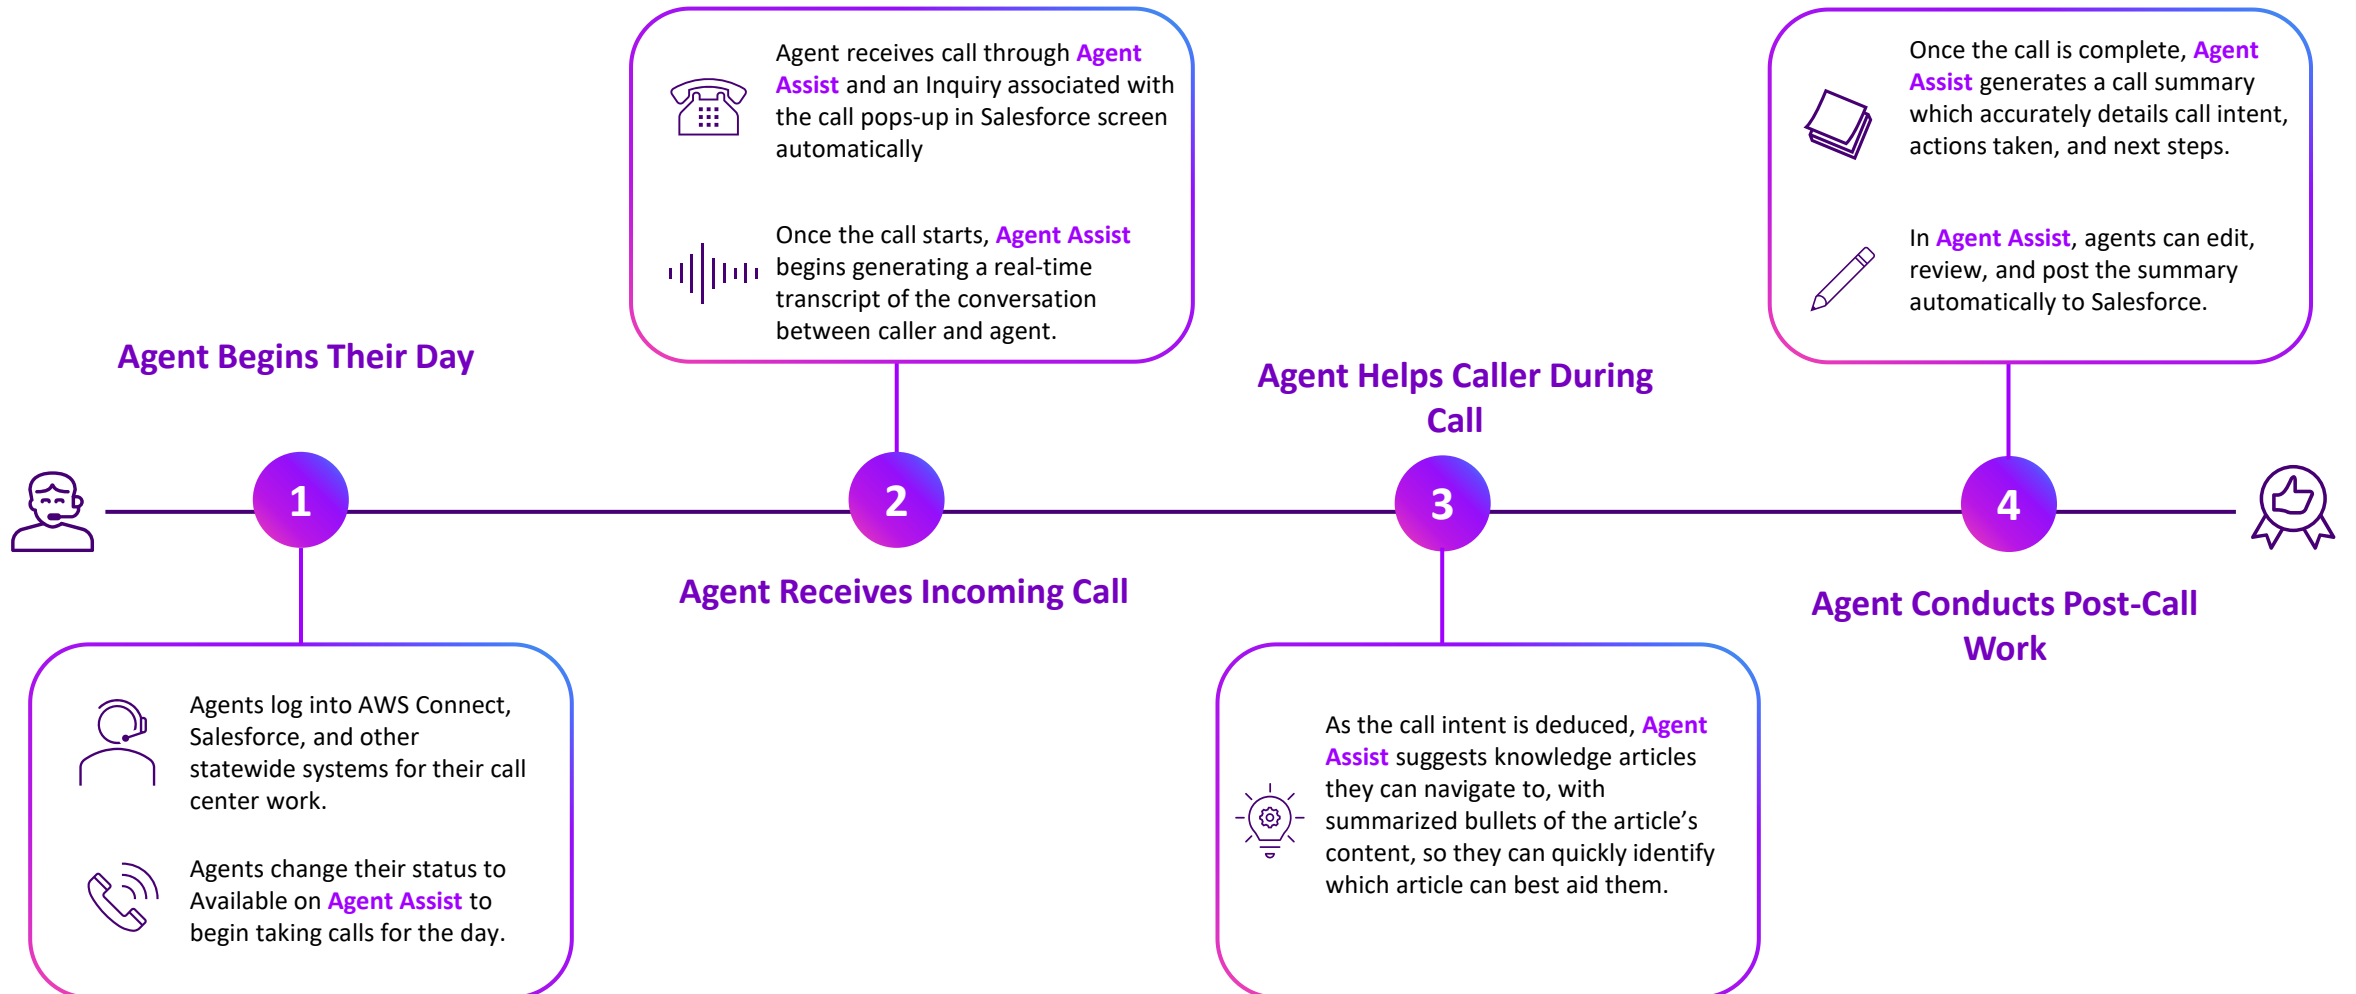 Agent Begins Their Day
1
Agents log into AWS Connect,
Salesforce, and other
statewide systems for their call
center work.
Agents change their status to
Available on Agent Assist to
begin taking calls for the day.
Agent receives call through Agent
Assist and an Inquiry associated with
the call pops-up in Salesforce screen
automatically
Once the call starts, Agent Assist
begins generating a real-time
transcript of the conversation
between caller and agent.
2
Agent Receives Incoming Call
Agent Helps Caller During
Call
3
As the call intent is deduced, Agent
Assist suggests knowledge articles
they can navigate to, with
summarized bullets of the article’s
content, so they can quickly identify
which article can best aid them.
Once the call is complete, Agent
Assist generates a call summary
which accurately details call intent,
actions taken, and next steps.
In Agent Assist, agents can edit,
review, and post the summary
automatically to Salesforce.
4
Agent Conducts Post-Call
Work